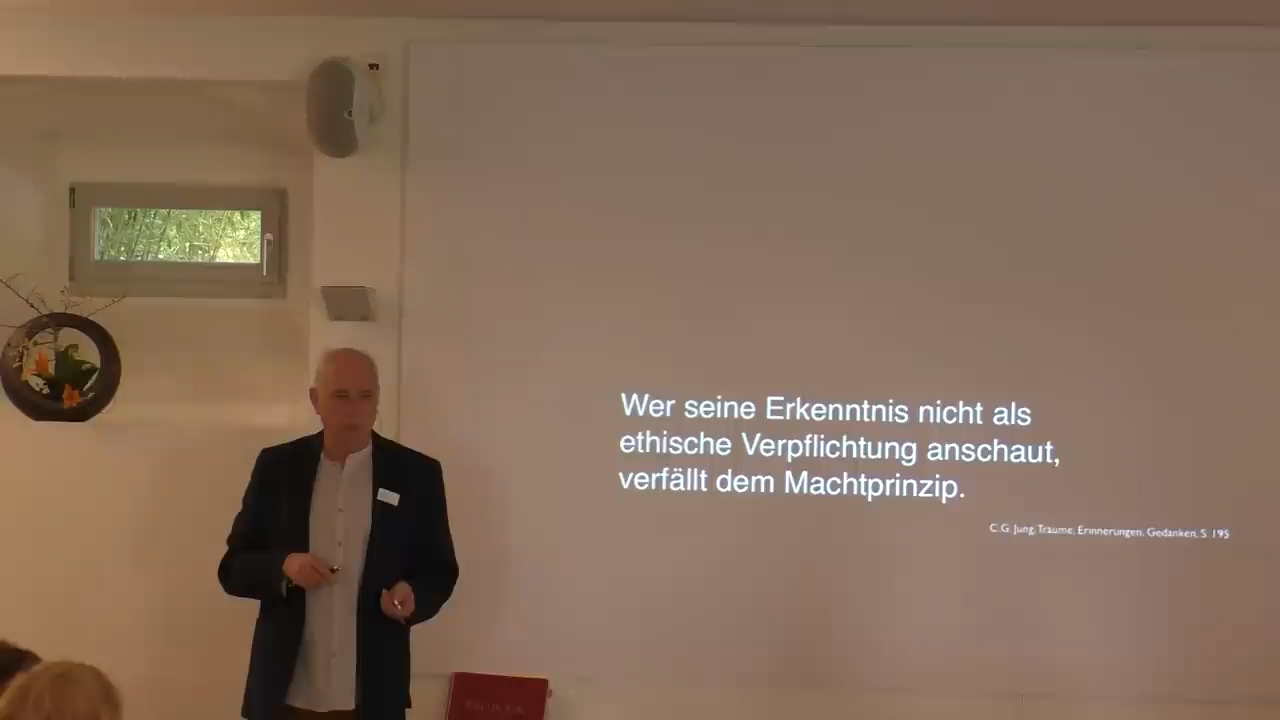 Wer seine Erkenntnis nicht als
ethische Verpflichtung anschaut,
verfällt dem Machtprinzip.
C. G. Jung, Träume, Erinnerungen, Gedanken, S. 195